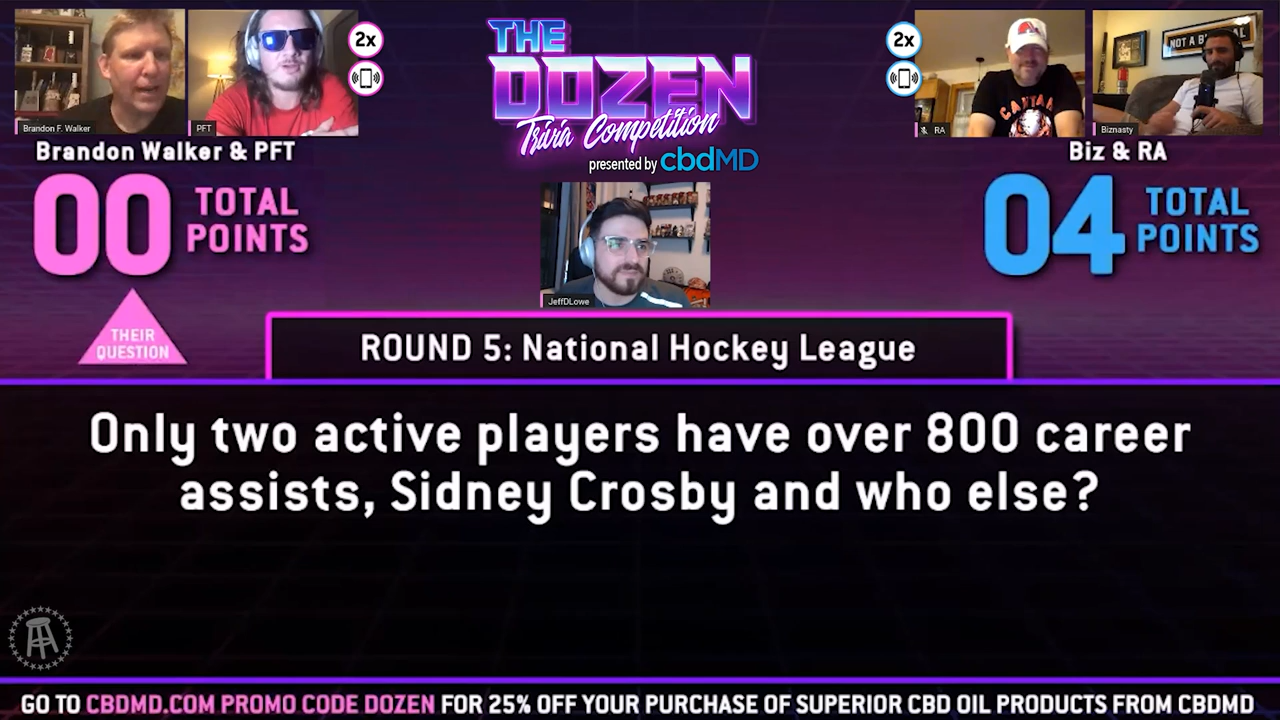 2x
2x
THE
DOZEN
Trivia Competition
presented by cbdMD
NOT A B
CAVEAT
Brandon F. Walker
PFT
RA
Biznasty
Brandon Walker & PFT
Biz & RA
00 TOTAL POINTS
04 TOTAL POINTS
JeffDLowe
THEIR
QUESTION
ROUND 5: National Hockey League
Only two active players have over 800 career
assists, Sidney Crosby and who else?
GO TO CBDMD.COM PROMO CODE DOZEN FOR 25% OFF YOUR PURCHASE OF SUPERIOR CBD OIL PRODUCTS FROM CBDMD